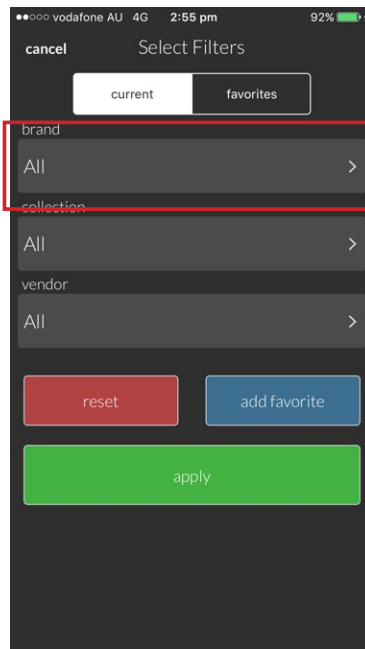 vodafone AU 4G 2:55 pm 92%
cancel Select Filters
current favorites
brand
All
collection
All
vendor
All
reset add favorite
apply